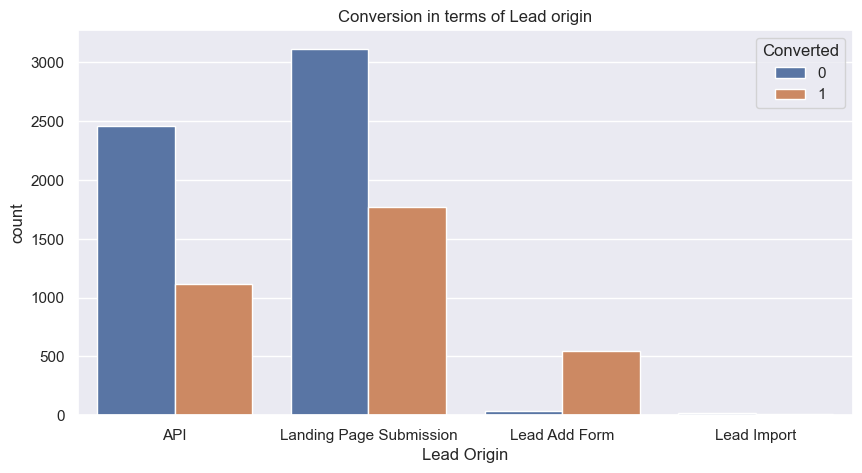 Conversion in terms of Lead origin
Converted
0
1
3000
2500
2000
1500
1000
500
0
count
API
Landing Page Submission
Lead Add Form
Lead Import
Lead Origin